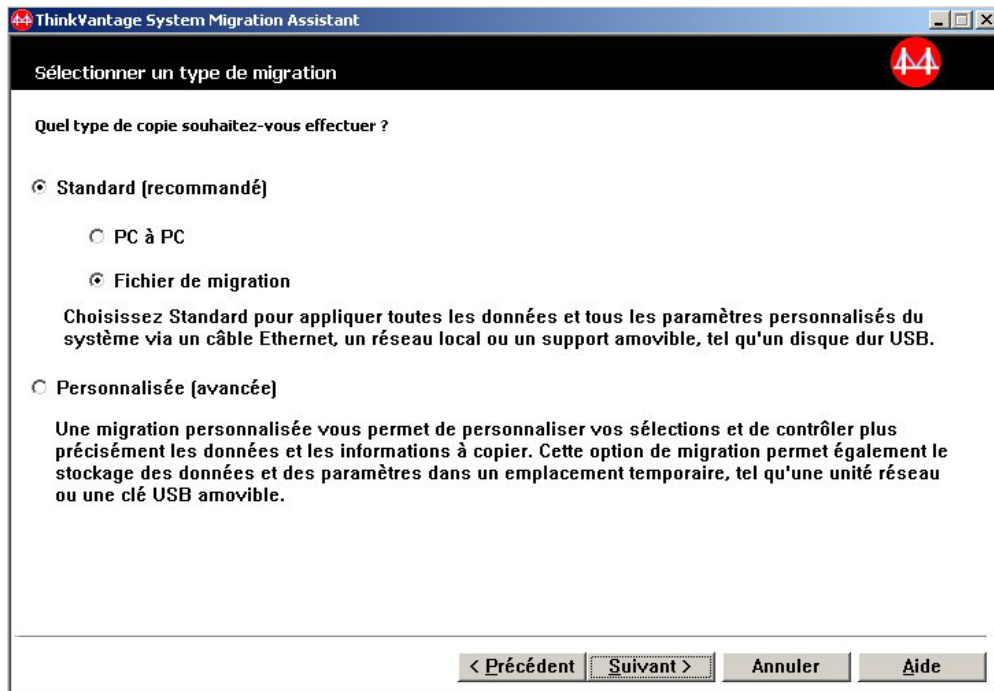 ThinkVantage System Migration Assistant
Sélectionner un type de migration
Quel type de copie souhaitez-vous effectuer ?
Standard (recommandé)
PC à PC
Fichier de migration
Choisissez Standard pour appliquer toutes les données et tous les paramètres personnalisés du
système via un câble Ethernet, un réseau local ou un support amovible, tel qu'un disque dur USB.
Personnalisée (avancée)
Une migration personnalisée vous permet de personnaliser vos sélections et de contrôler plus
précisément les données et les informations à copier. Cette option de migration permet également le
stockage des données et des paramètres dans un emplacement temporaire, tel qu'une unité réseau
ou une clé USB amovible.
< Précédent Suivant > Annuler Aide